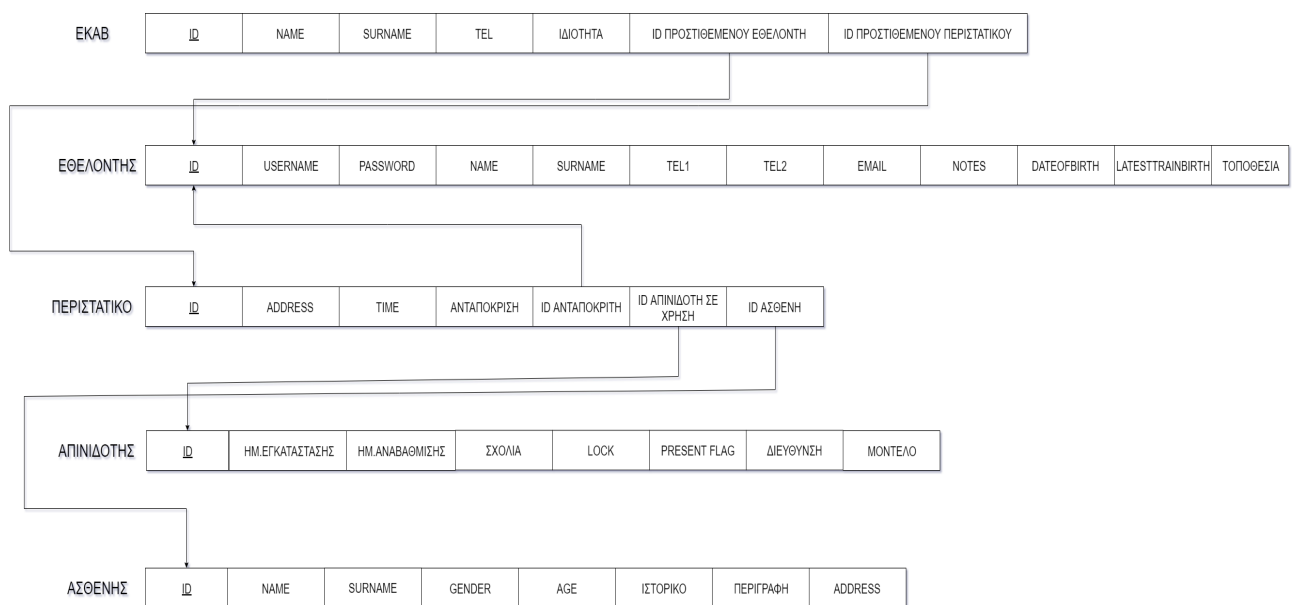 ΕΚΑΒ ID NAME SURNAME TEL ΙΔΙΟΤΗΤΑ ID ΠΡΟΣΤΙΘΕΜΕΝΟΥ ΕΘΕΛΟΝΤΗ ID ΠΡΟΣΤΙΘΕΜΕΝΟΥ ΠΕΡΙΣΤΑΤΙΚΟΥ
ΕΘΕΛΟΝΤΗΣ ID USERNAME PASSWORD NAME SURNAME TEL1 TEL2 EMAIL NOTES DATEOFBIRTH LATESTTRAINBIRTH ΤΟΠΟΘΕΣΙΑ
ΠΕΡΙΣΤΑΤΙΚΟ ID ADDRESS TIME ΑΝΤΑΠΟΚΡΙΣΗ ID ΑΝΤΑΠΟΚΡΙΤΗ ID ΑΠΙΝΙΔΟΤΗ ΣΕ ΧΡΗΣΗ ID ΑΣΘΕΝΗ
ΑΠΙΝΙΔΟΤΗΣ ID ΗΜ.ΕΓΚΑΤΑΣΤΑΣΗΣ ΗΜ.ΑΝΑΒΑΘΜΙΣΗΣ ΣΧΟΛΙΑ LOCK PRESENT FLAG ΔΙΕΥΘΥΝΣΗ ΜΟΝΤΕΛΟ
ΑΣΘΕΝΗΣ ID NAME SURNAME GENDER AGE ΙΣΤΟΡΙΚΟ ΠΕΡΙΓΡΑΦΗ ADDRESS